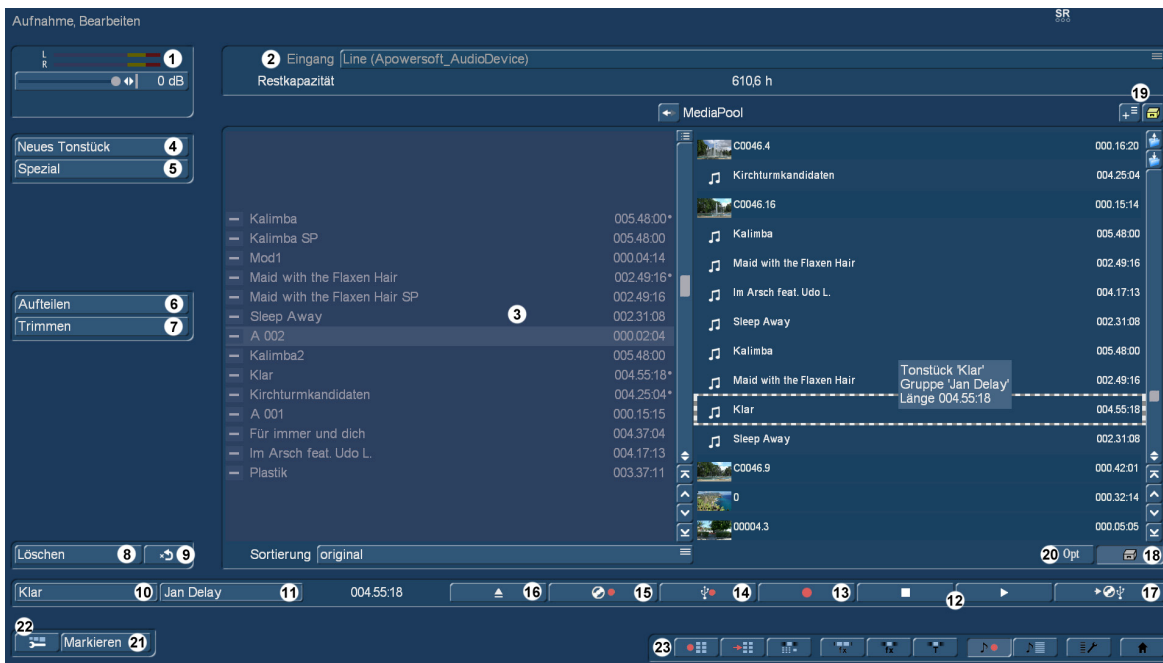 Aufnahme, Bearbeiten
SR
L
R
1
0 dB
2 Eingang Line (Apowersoft_AudioDevice)
Restkapazität 610,6 h
19
MediaPool
Neues Tonstück 4
Spezial 5
Aufteilen 6
Trimmen 7
Löschen 8 9
Kalimba 005.48:00*
Kalimba SP 005.48:00
Mod1 000.04:14
Maid with the Flaxen Hair 002.49:16*
Maid with the Flaxen Hair SP 002.49:16
Sleep Away 3 002.31:08
A 002 000.02:04
Kalimba2 005.48:00
Klar 004.55:18*
Kirchturmkandidaten 004.25:04*
A 001 000.15:15
Für immer und dich 004.37:04
Im Arsch feat. Udo L. 004.17:13
Plastik 003.37:11
Sortierung original
C0046.4 000.16:20
Kirchturmkandidaten 004.25:04
C0046.16 000.15:14
Kalimba 005.48:00
Maid with the Flaxen Hair 002.49:16
Im Arsch feat. Udo L. 004.17:13
Sleep Away 002.31:08
Kalimba 005.48:00
Maid with the Flaxen Hair 002.49:16
Tonstück 'Klar'
Gruppe 'Jan Delay'
Länge 004.55:18
Klar 004.55:18
Sleep Away 002.31:08
C0046.9 000.42:01
0 000.32:14
00004.3 000.05:05
20 Opt 18
Klar 10 Jan Delay 11 004.55:18 16 15 14 13 12 17
22
Markieren 21
23
fx
fx
T